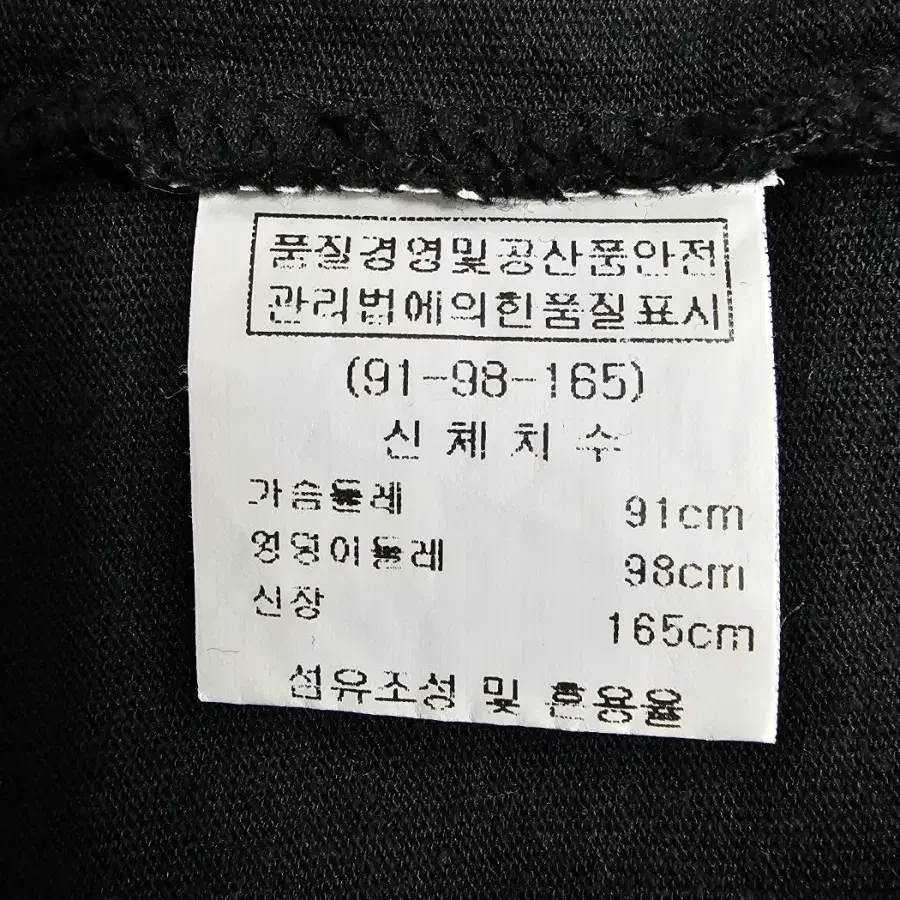 품질경영및공산품안전
관리법에의한품질표시
(91-98-165)
신체치수
가슴둘레 91cm
엉덩이둘레 98cm
신장 165cm
섬유조성 및 혼용율